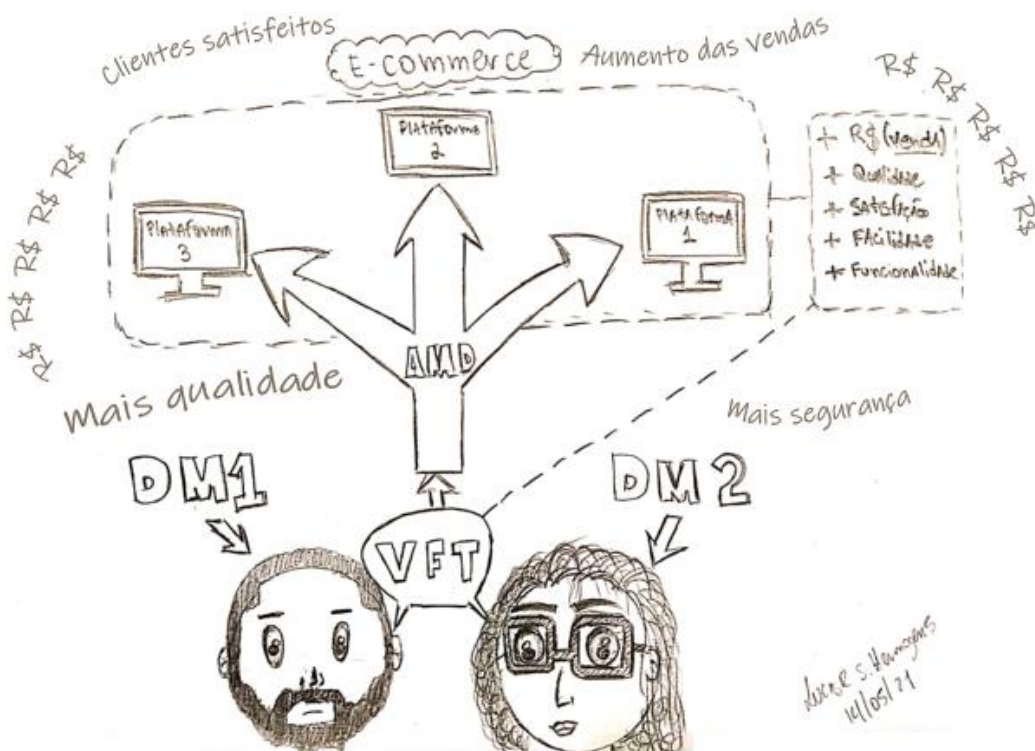 Clientes satisfeitos
E-commerce
Aumento das vendas
R$ R$ R$ R$ R$
R$ R$ R$ R$ R$
Plataforma
2
Plataforma
3
Plataforma
1
+ R$ (venda)
+ Qualidade
+ Satisfação
+ Facilidade
+ Funcionalidade
AMD
Mais qualidade
Mais segurança
DM1
DM2
VFT
S. Hermogens
14/05/21